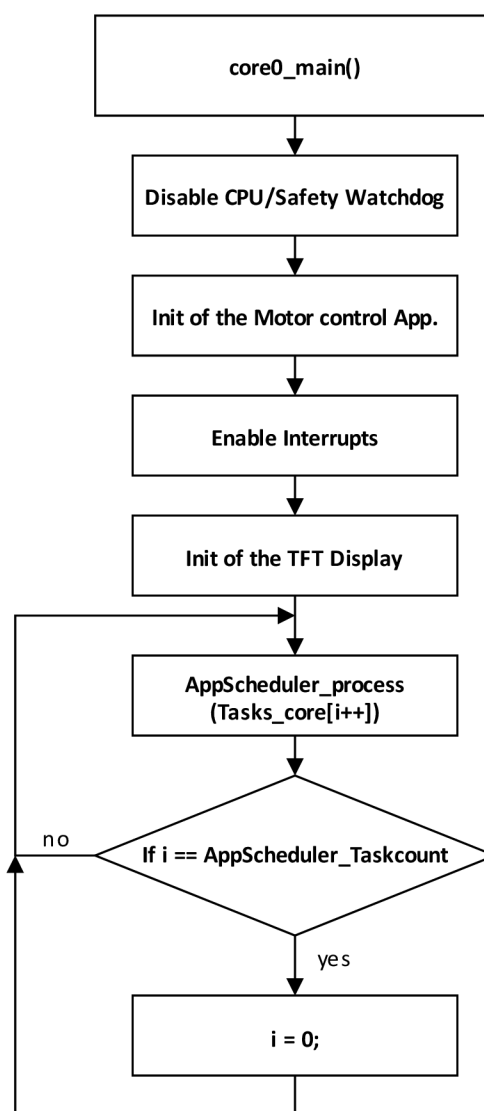 core0_main()
Disable CPU/Safety Watchdog
Init of the Motor control App.
Enable Interrupts
Init of the TFT Display
AppScheduler_process
(Tasks_core[i++])
If i == AppScheduler_Taskcount
no
yes
i = 0;